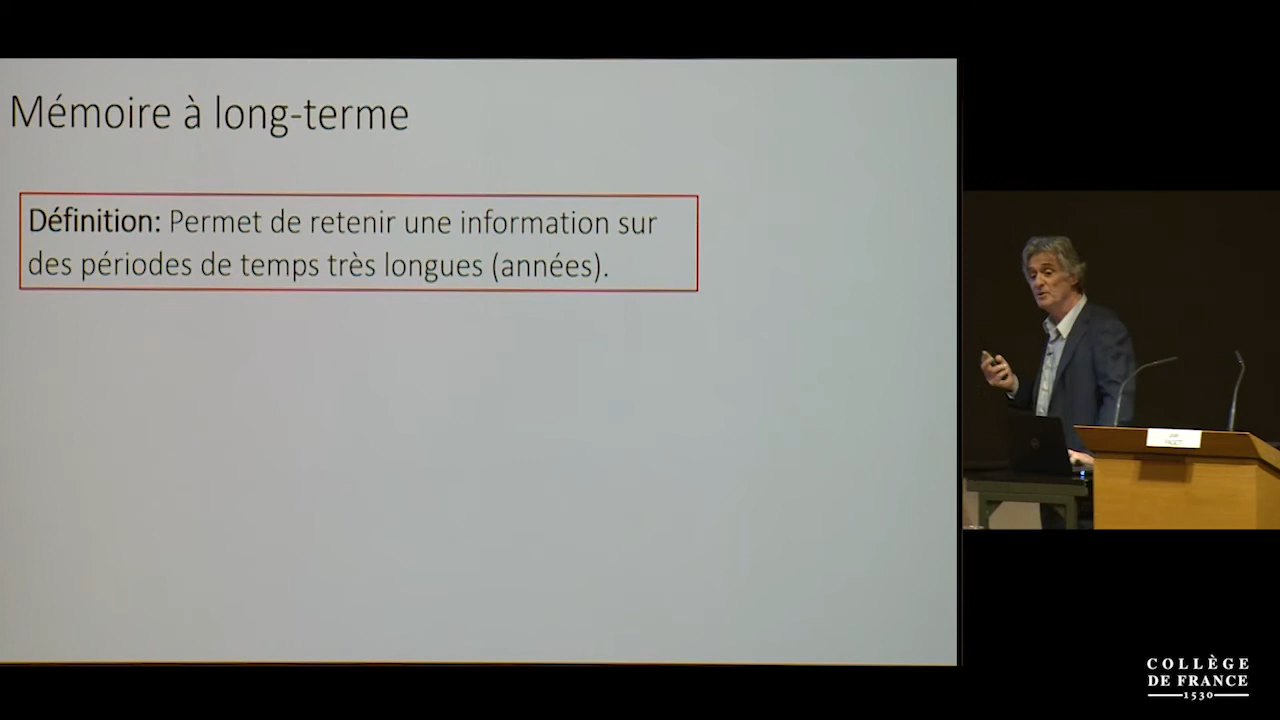 Mémoire à long-terme
Définition: Permet de retenir une information sur
des périodes de temps très longues (années).
COLLÈGE
DE FRANCE
1530